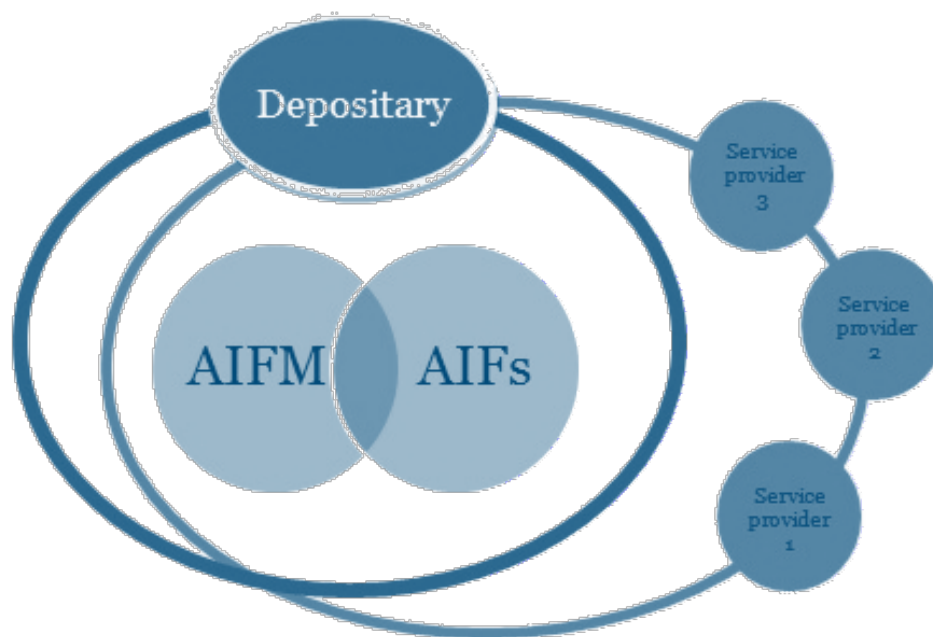 Depositary
Service
provider
3
Service
provider
2
AIFM
AIFs
Service
provider
1